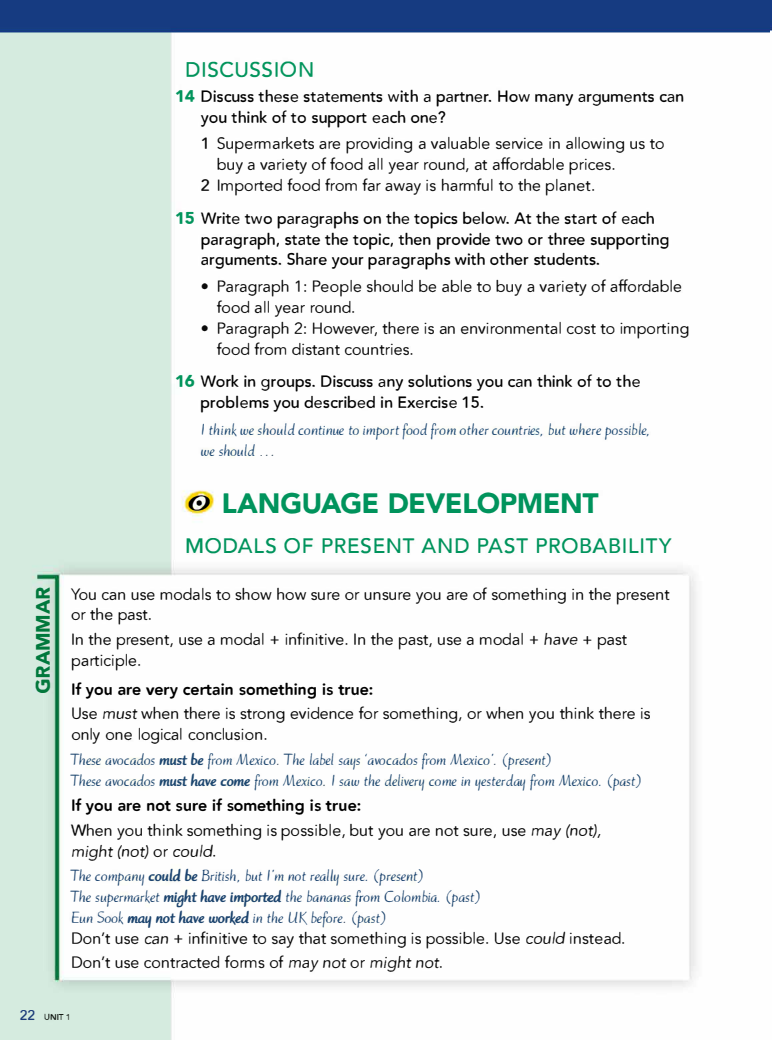 DISCUSSION
14 Discuss these statements with a partner. How many arguments can
you think of to support each one?
1 Supermarkets are providing a valuable service in allowing us to
buy a variety of food all year round, at affordable prices.
2 Imported food from far away is harmful to the planet.
15 Write two paragraphs on the topics below. At the start of each
paragraph, state the topic, then provide two or three supporting
arguments. Share your paragraphs with other students.
• Paragraph 1: People should be able to buy a variety of affordable
food all year round.
• Paragraph 2: However, there is an environmental cost to importing
food from distant countries.
16 Work in groups. Discuss any solutions you can think of to the
problems you described in Exercise 15.
I think we should continue to import food from other countries, but where possible,
we should ...
LANGUAGE DEVELOPMENT
MODALS OF PRESENT AND PAST PROBABILITY
GRAMMAR
You can use modals to show how sure or unsure you are of something in the present
or the past.
In the present, use a modal + infinitive. In the past, use a modal + have + past
participle.
If you are very certain something is true:
Use must when there is strong evidence for something, or when you think there is
only one logical conclusion.
These avocados must be from Mexico. The label says 'avocados from Mexico'. (present)
These avocados must have come from Mexico. I saw the delivery come in yesterday from Mexico. (past)
If you are not sure if something is true:
When you think something is possible, but you are not sure, use may (not),
might (not) or could.
The company could be British, but I'm not really sure. (present)
The supermarket might have imported the bananas from Colombia. (past)
Eun Sook may not have worked in the UK before. (past)
Don't use can + infinitive to say that something is possible. Use could instead.
Don't use contracted forms of may not or might not.
22 UNIT 1